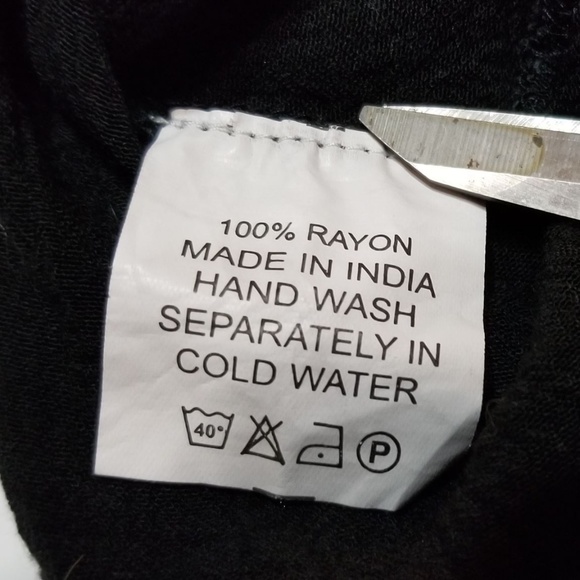 100% RAYON
MADE IN INDIA
HAND WASH
SEPARATELY IN
COLD WATER
40° P